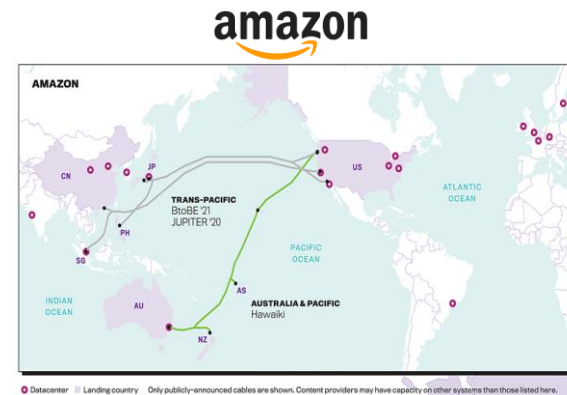 amazon
AMAZON
CN
JP
US
TRANS-PACIFIC
BtoBE '21
JUPITER '20
PH
SG
ATLANTIC
OCEAN
PACIFIC
OCEAN
INDIAN
OCEAN
AS
AU
AUSTRALIA & PACIFIC
Hawaiki
NZ
Datacenter Landing country Only publicly-announced cables are shown. Content providers may have capacity on other systems than those listed here.